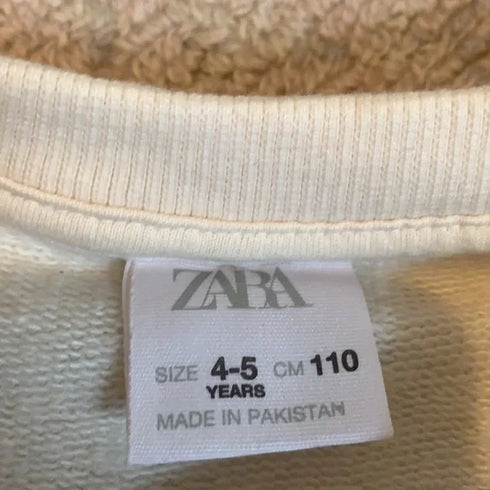 ZARA
SIZE 4-5 CM 110
YEARS
MADE IN PAKISTAN